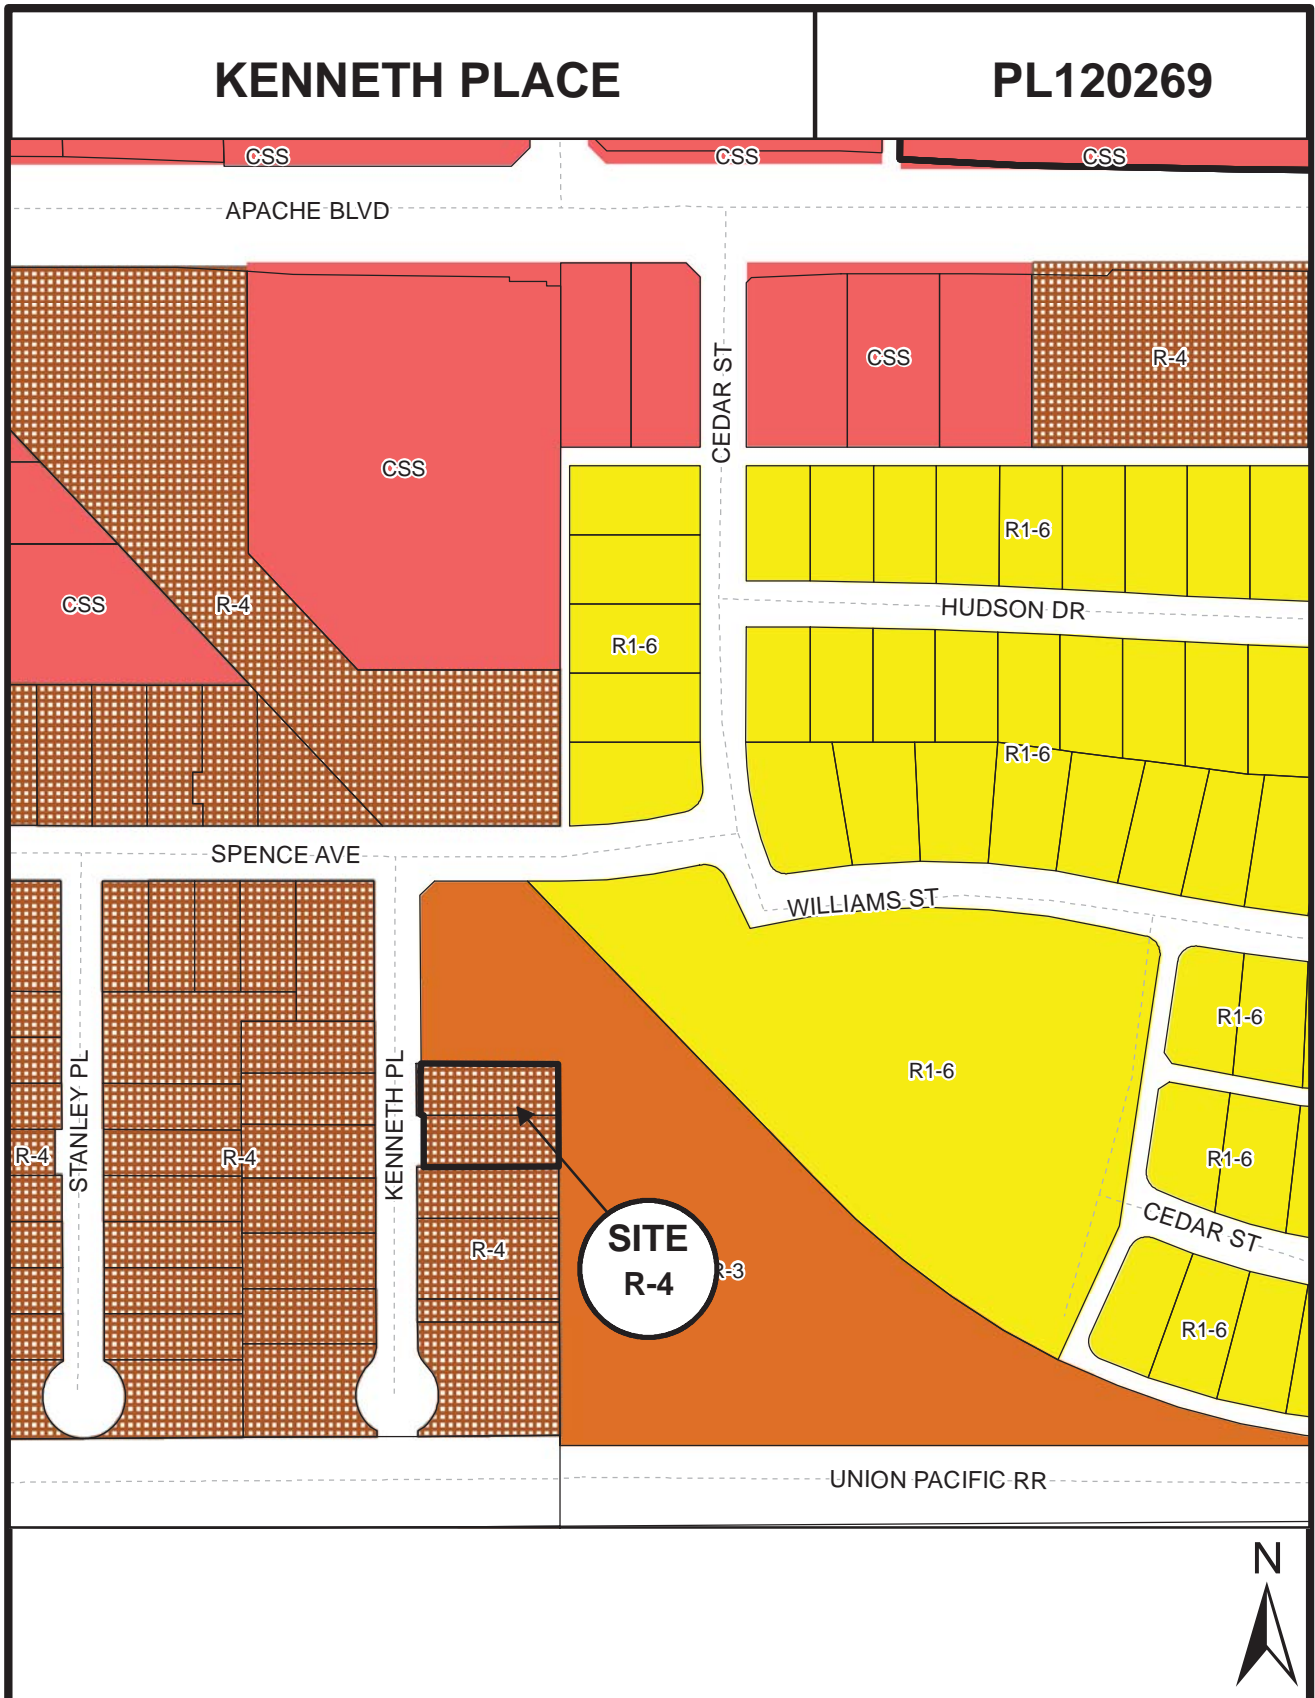 KENNETH PLACE
PL120269
CSS
CSS
CSS
APACHE BLVD
CEDAR ST
CSS
R-4
CSS
R1-6
CSS
R-4
HUDSON DR
R1-6
R1-6
SPENCE AVE
WILLIAMS ST
R1-6
R1-6
STANLEY PL
KENNETH PL
R-4
R-4
R1-6
CEDAR ST
R-4
SITE
R-4
R-3
R1-6
UNION PACIFIC RR
N